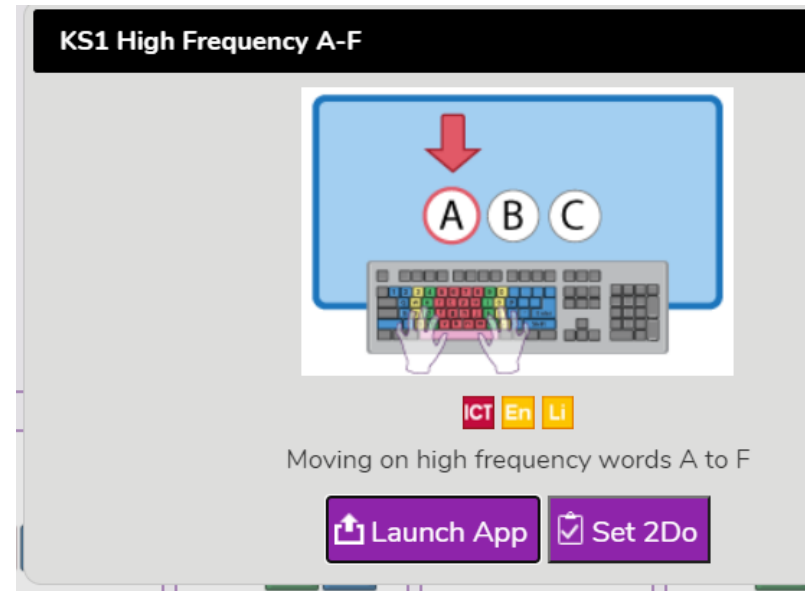 KS1 High Frequency A-F
A B C
ICT En Li
Moving on high frequency words A to F
Launch App Set 2Do